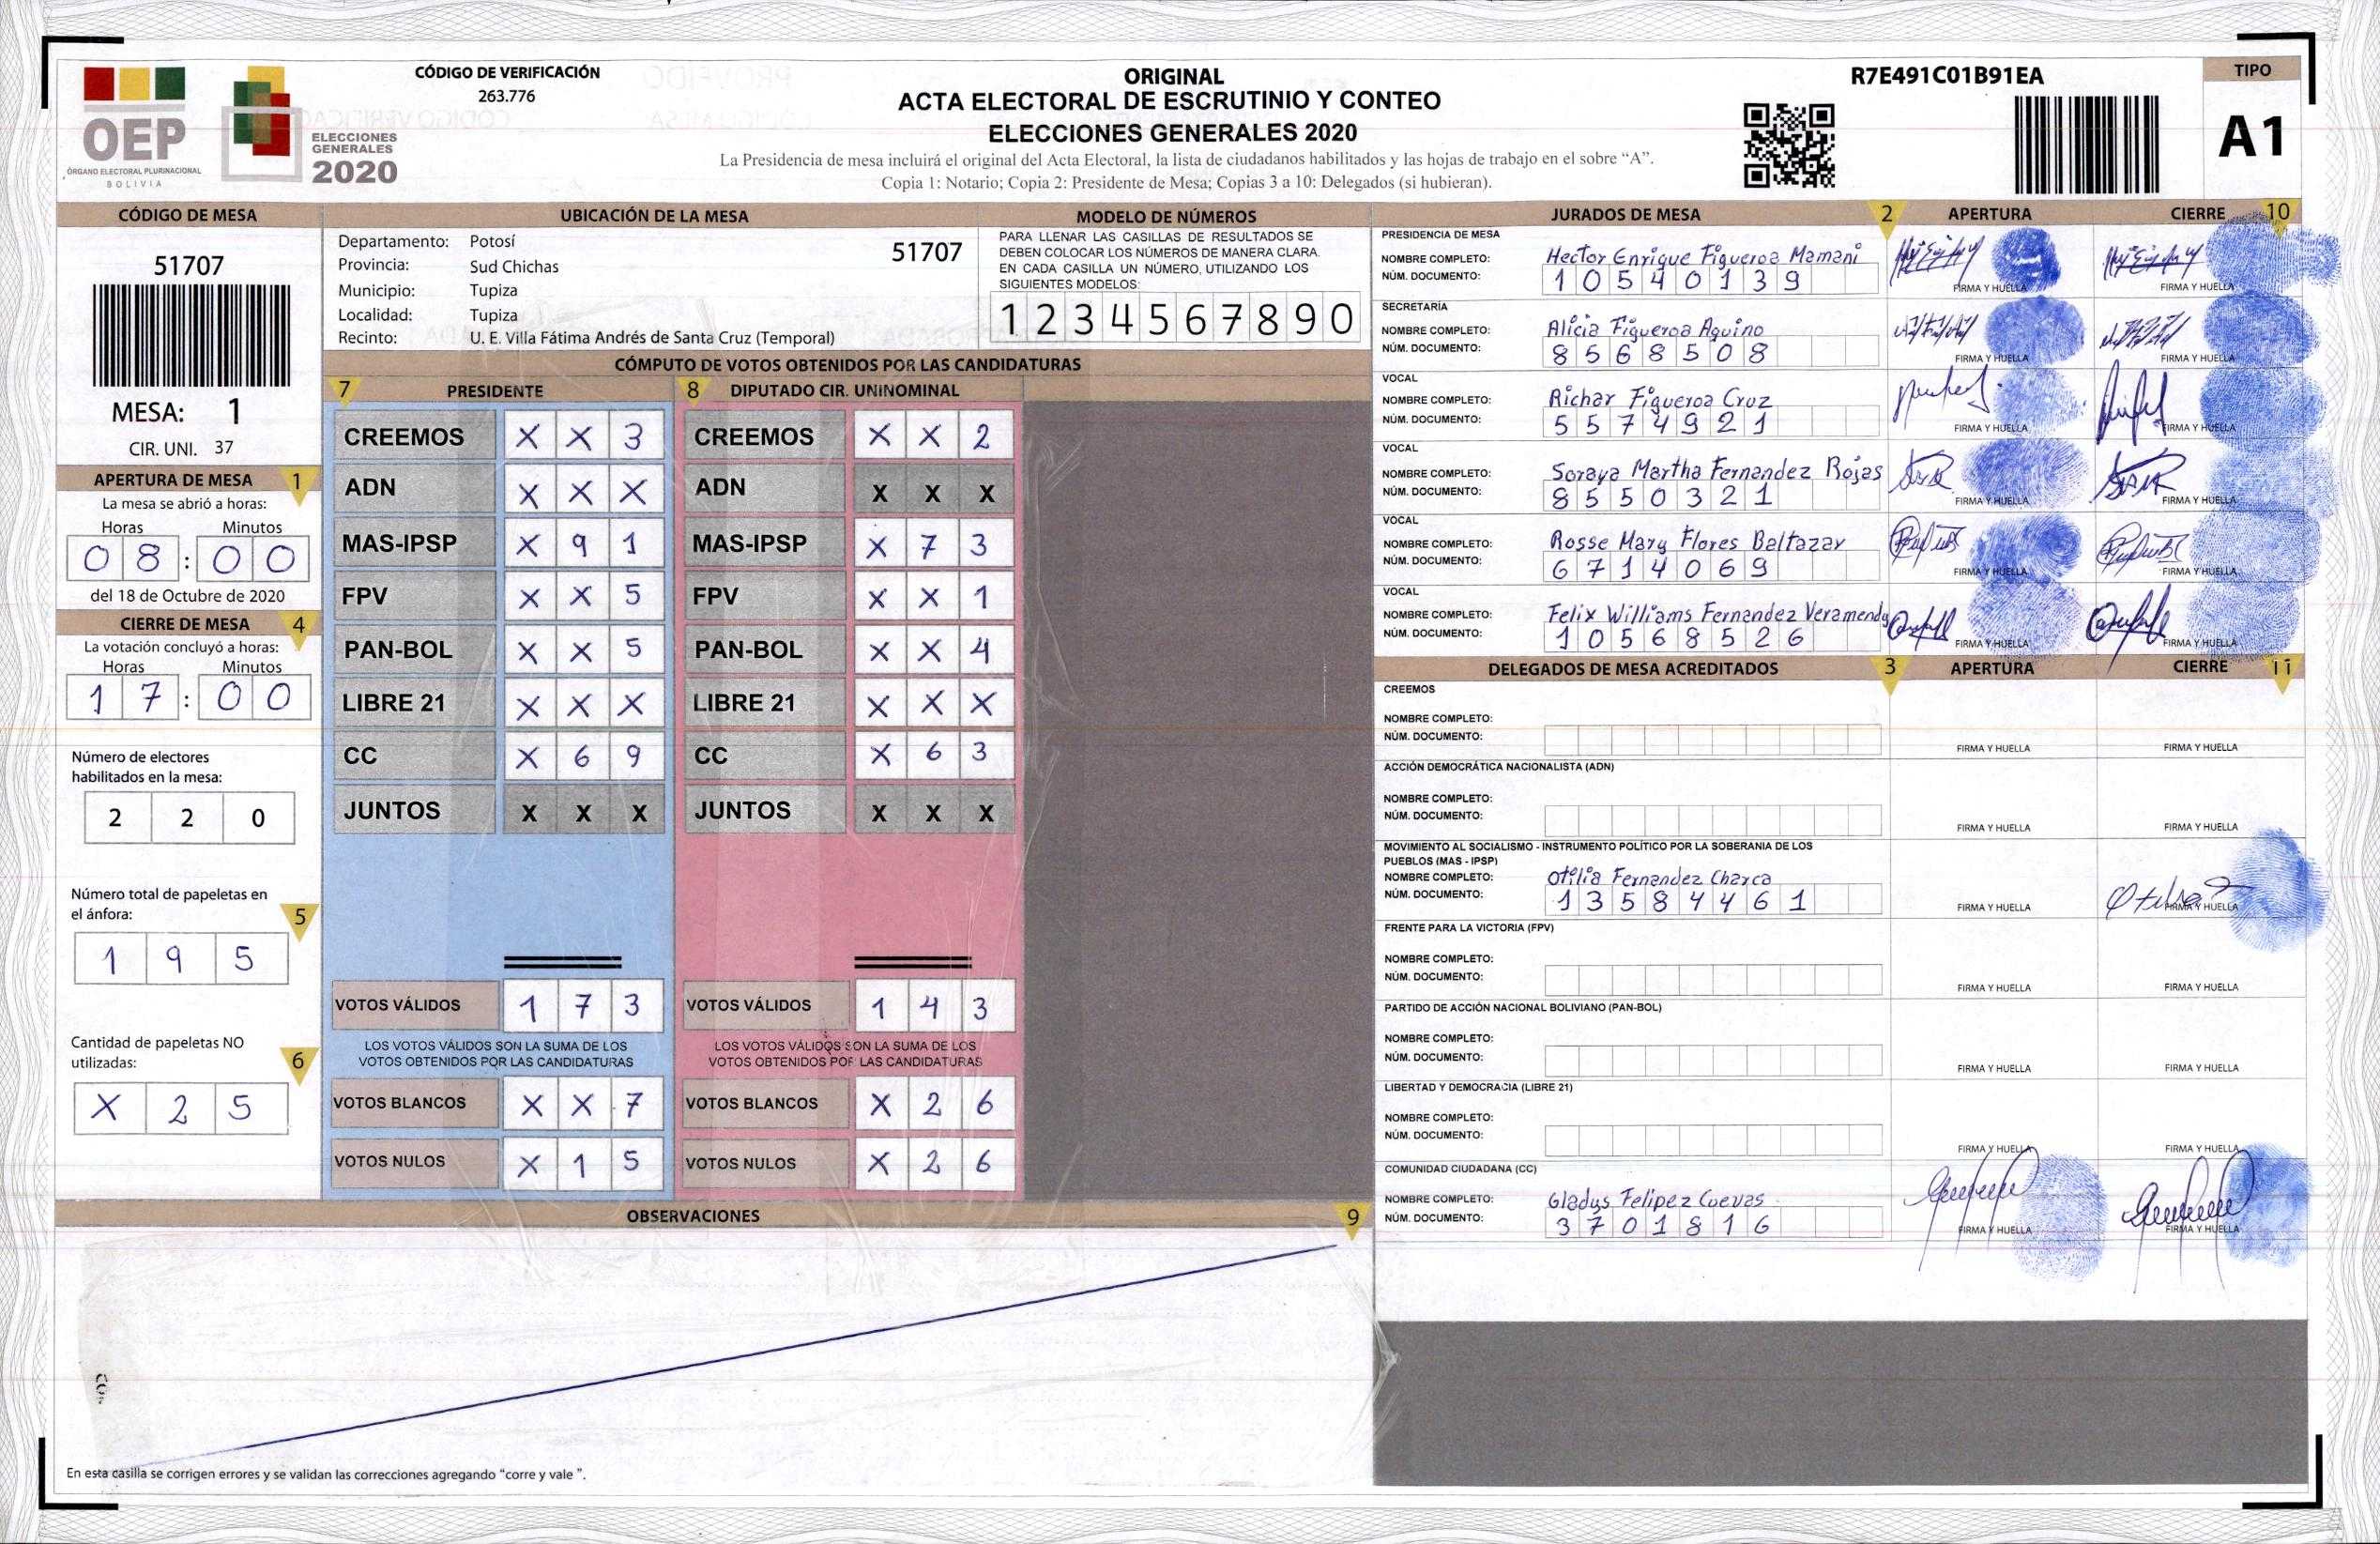 OEP
ÓRGANO ELECTORAL PLURINACIONAL
BOLIVIA
ELECCIONES
GENERALES
2020
CÓDIGO DE VERIFICACIÓN
263.776
ORIGINAL
ACTA ELECTORAL DE ESCRUTINIO Y CONTEO
ELECCIONES GENERALES 2020
La Presidencia de mesa incluirá el original del Acta Electoral, la lista de ciudadanos habilitados y las hojas de trabajo en el sobre “A”.
Copia 1: Notario; Copia 2: Presidente de Mesa; Copias 3 a 10: Delegados (si hubieran).
R7E491C01B91EA
TIPO
A1
CÓDIGO DE MESA
51707
MESA: 1
CIR. UNI. 37
APERTURA DE MESA 1
La mesa se abrió a horas:
Horas Minutos
0 8 : 0 0
del 18 de Octubre de 2020
CIERRE DE MESA 4
La votación concluyó a horas:
Horas Minutos
1 7 : 0 0
Número de electores
habilitados en la mesa:
2 2 0
Número total de papeletas en
el ánfora: 5
1 9 5
Cantidad de papeletas NO
utilizadas: 6
X 2 5
UBICACIÓN DE LA MESA
Departamento: Potosí 51707
Provincia: Sud Chichas
Municipio: Tupiza
Localidad: Tupiza
Recinto: U. E. Villa Fátima Andrés de Santa Cruz (Temporal)
MODELO DE NÚMEROS
PARA LLENAR LAS CASILLAS DE RESULTADOS SE
DEBEN COLOCAR LOS NÚMEROS DE MANERA CLARA.
EN CADA CASILLA UN NÚMERO, UTILIZANDO LOS
SIGUIENTES MODELOS:
1 2 3 4 5 6 7 8 9 0
CÓMPUTO DE VOTOS OBTENIDOS POR LAS CANDIDATURAS
7 PRESIDENTE
CREEMOS X X 3
ADN X X X
MAS-IPSP X 9 1
FPV X X 5
PAN-BOL X X 5
LIBRE 21 X X X
CC X 6 9
JUNTOS X X X
VOTOS VÁLIDOS 1 7 3
LOS VOTOS VÁLIDOS SON LA SUMA DE LOS
VOTOS OBTENIDOS POR LAS CANDIDATURAS
VOTOS BLANCOS X X 7
VOTOS NULOS X 1 5
8 DIPUTADO CIR. UNINOMINAL
CREEMOS X X 2
ADN X X X
MAS-IPSP X 7 3
FPV X X 1
PAN-BOL X X 4
LIBRE 21 X X X
CC X 6 3
JUNTOS X X X
VOTOS VÁLIDOS 1 4 3
LOS VOTOS VÁLIDOS SON LA SUMA DE LOS
VOTOS OBTENIDOS POR LAS CANDIDATURAS
VOTOS BLANCOS X 2 6
VOTOS NULOS X 2 6
OBSERVACIONES 9
En esta casilla se corrigen errores y se validan las correcciones agregando “corre y vale ”.
JURADOS DE MESA 2 APERTURA CIERRE 10
PRESIDENCIA DE MESA
NOMBRE COMPLETO: Hector Enrique Figueroa Mamani
NÚM. DOCUMENTO: 1 0 5 4 0 1 3 9
FIRMA Y HUELLA FIRMA Y HUELLA
SECRETARÍA
NOMBRE COMPLETO: Alicia Figueroa Aquino
NÚM. DOCUMENTO: 8 5 6 8 5 0 8
FIRMA Y HUELLA FIRMA Y HUELLA
VOCAL
NOMBRE COMPLETO: Richar Figueroa Cruz
NÚM. DOCUMENTO: 5 5 7 4 9 2 1
FIRMA Y HUELLA FIRMA Y HUELLA
VOCAL
NOMBRE COMPLETO: Soraya Martha Fernandez Rojas
NÚM. DOCUMENTO: 8 5 5 0 3 2 1
FIRMA Y HUELLA FIRMA Y HUELLA
VOCAL
NOMBRE COMPLETO: Rosse Mary Flores Baltazar
NÚM. DOCUMENTO: 6 7 1 4 0 6 9
FIRMA Y HUELLA FIRMA Y HUELLA
VOCAL
NOMBRE COMPLETO: Felix Williams Fernandez Veramendy
NÚM. DOCUMENTO: 1 0 5 6 8 5 2 6
FIRMA Y HUELLA FIRMA Y HUELLA
DELEGADOS DE MESA ACREDITADOS 3 APERTURA CIERRE 11
CREEMOS
NOMBRE COMPLETO:
NÚM. DOCUMENTO:
FIRMA Y HUELLA FIRMA Y HUELLA
ACCIÓN DEMOCRÁTICA NACIONALISTA (ADN)
NOMBRE COMPLETO:
NÚM. DOCUMENTO:
FIRMA Y HUELLA FIRMA Y HUELLA
MOVIMIENTO AL SOCIALISMO - INSTRUMENTO POLÍTICO POR LA SOBERANIA DE LOS
PUEBLOS (MAS - IPSP)
NOMBRE COMPLETO: Otilia Fernandez Charca
NÚM. DOCUMENTO: 1 3 5 8 4 4 6 1
FIRMA Y HUELLA FIRMA Y HUELLA
FRENTE PARA LA VICTORIA (FPV)
NOMBRE COMPLETO:
NÚM. DOCUMENTO:
FIRMA Y HUELLA FIRMA Y HUELLA
PARTIDO DE ACCIÓN NACIONAL BOLIVIANO (PAN-BOL)
NOMBRE COMPLETO:
NÚM. DOCUMENTO:
FIRMA Y HUELLA FIRMA Y HUELLA
LIBERTAD Y DEMOCRACIA (LIBRE 21)
NOMBRE COMPLETO:
NÚM. DOCUMENTO:
FIRMA Y HUELLA FIRMA Y HUELLA
COMUNIDAD CIUDADANA (CC)
NOMBRE COMPLETO: Gladys Felipez Cuevas
NÚM. DOCUMENTO: 3 7 0 1 8 1 6
FIRMA Y HUELLA FIRMA Y HUELLA